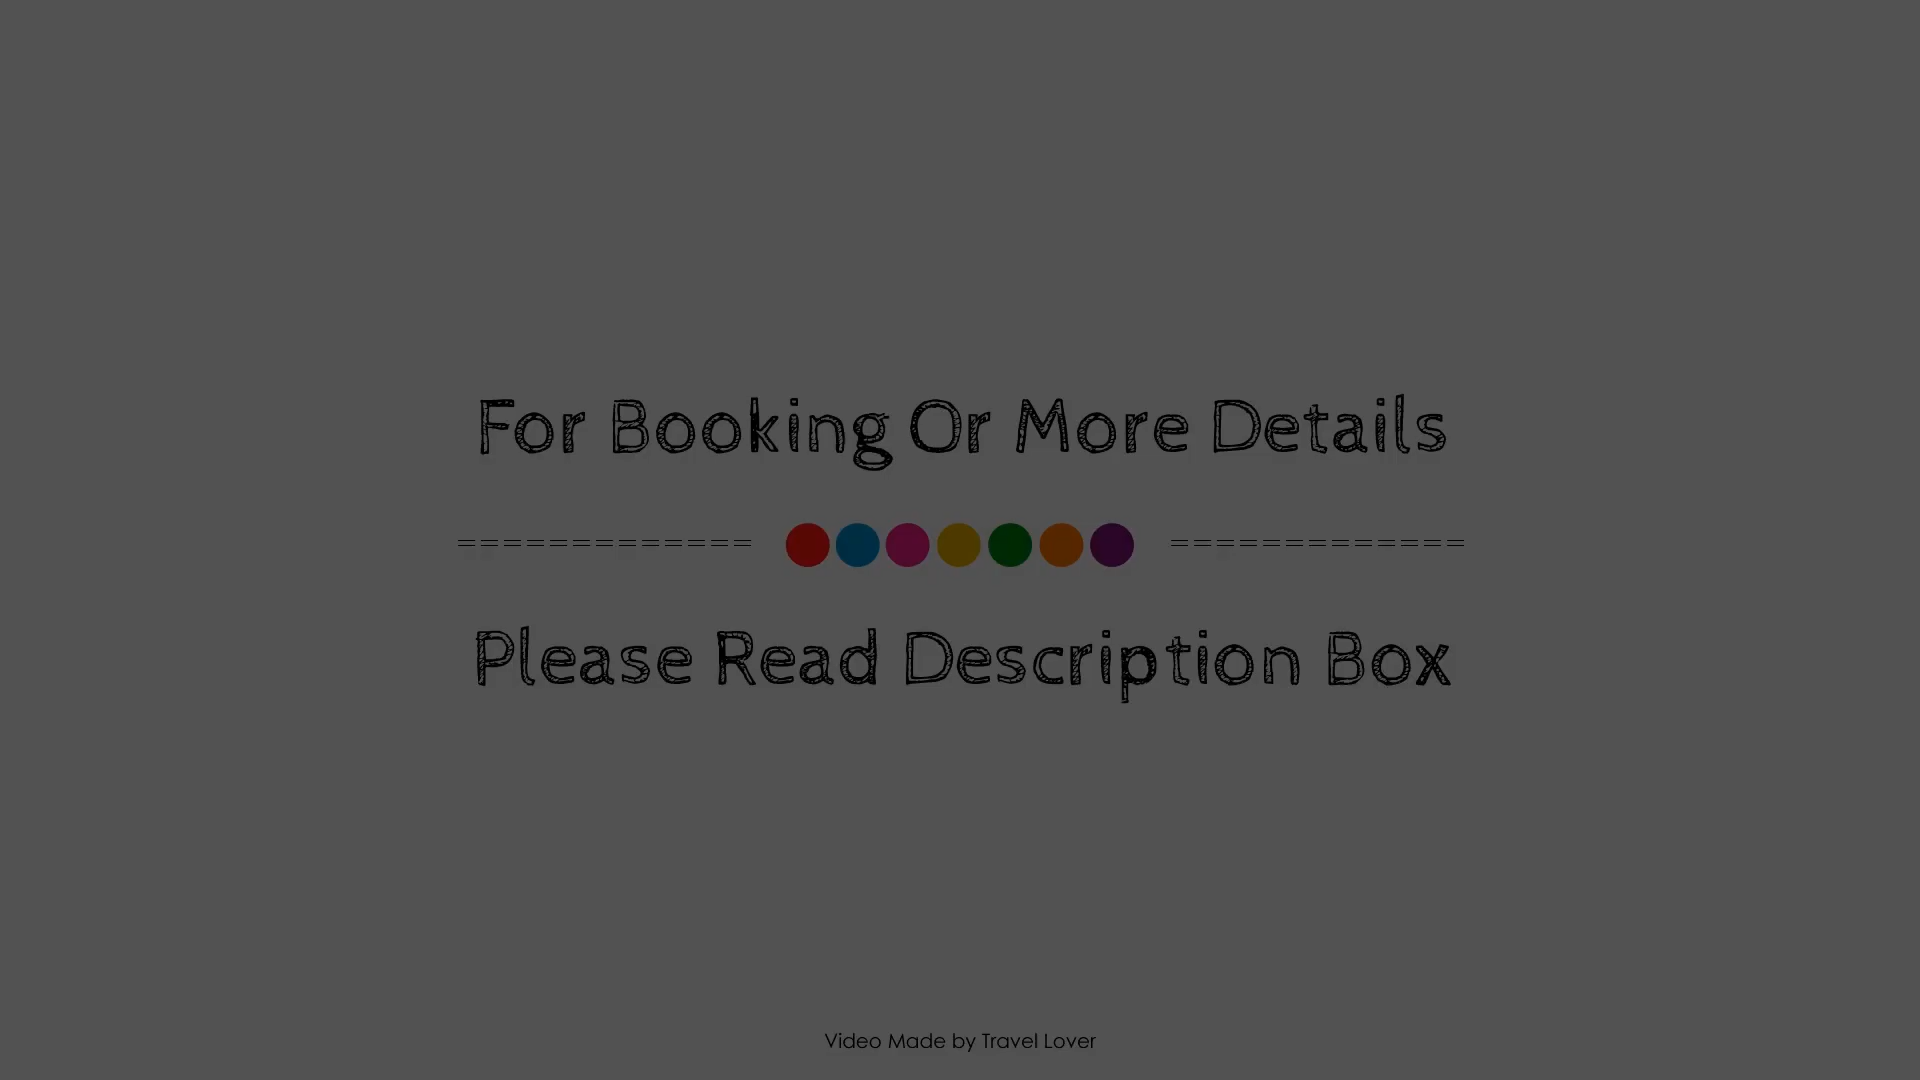 For Booking Or More Details
============= =============
Please Read Description Box
Video Made by Travel Lover